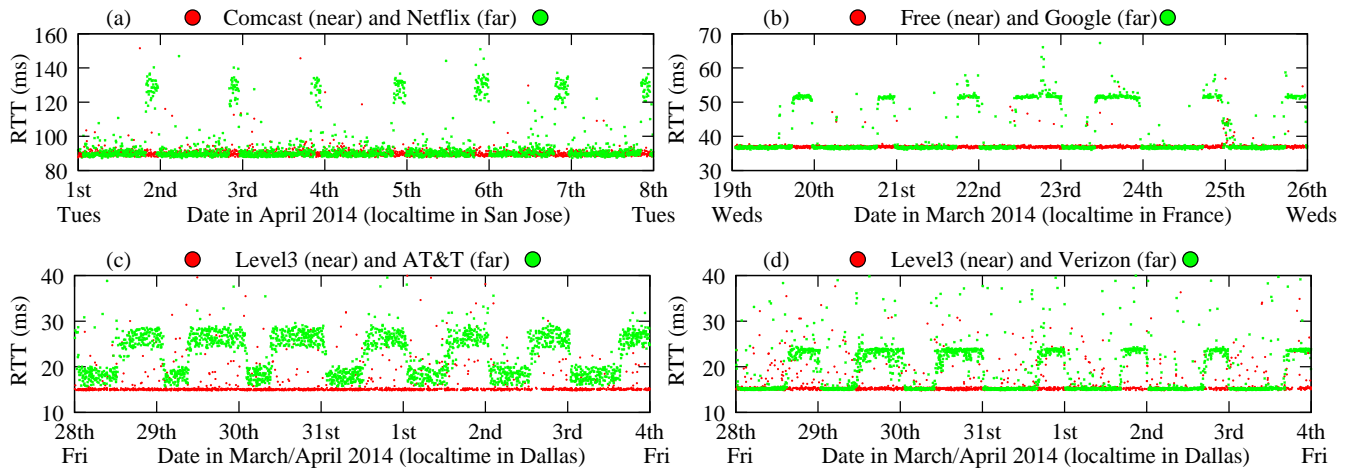 (a) Comcast (near) and Netflix (far)
RTT (ms)
160
140
120
100
80
1st 2nd 3rd 4th 5th 6th 7th 8th
Tues Date in April 2014 (localtime in San Jose) Tues
(b) Free (near) and Google (far)
RTT (ms)
70
60
50
40
30
19th 20th 21st 22nd 23rd 24th 25th 26th
Weds Date in March 2014 (localtime in France) Weds
(c) Level3 (near) and AT&T (far)
RTT (ms)
40
30
20
10
28th 29th 30th 31st 1st 2nd 3rd 4th
Fri Date in March/April 2014 (localtime in Dallas) Fri
(d) Level3 (near) and Verizon (far)
RTT (ms)
40
30
20
10
28th 29th 30th 31st 1st 2nd 3rd 4th
Fri Date in March/April 2014 (localtime in Dallas) Fri